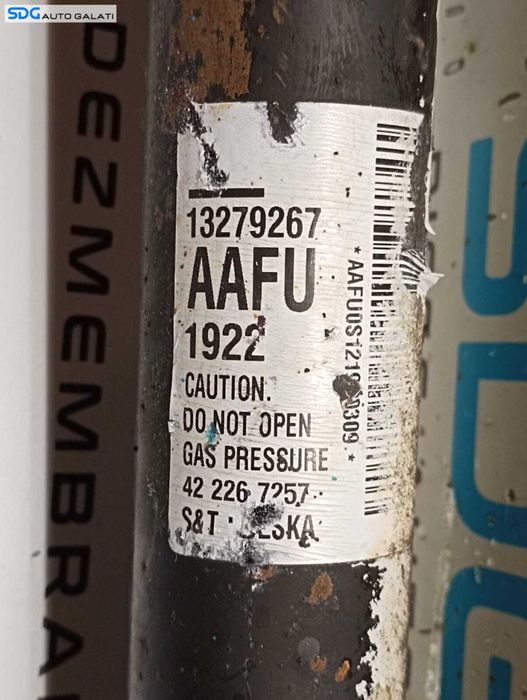 SDG AUTO GALATI
DEZMEMBRA
13279267
AAFU
1922
CAUTION.
DO NOT OPEN
GAS PRESSURE
42 226 7257
S&T